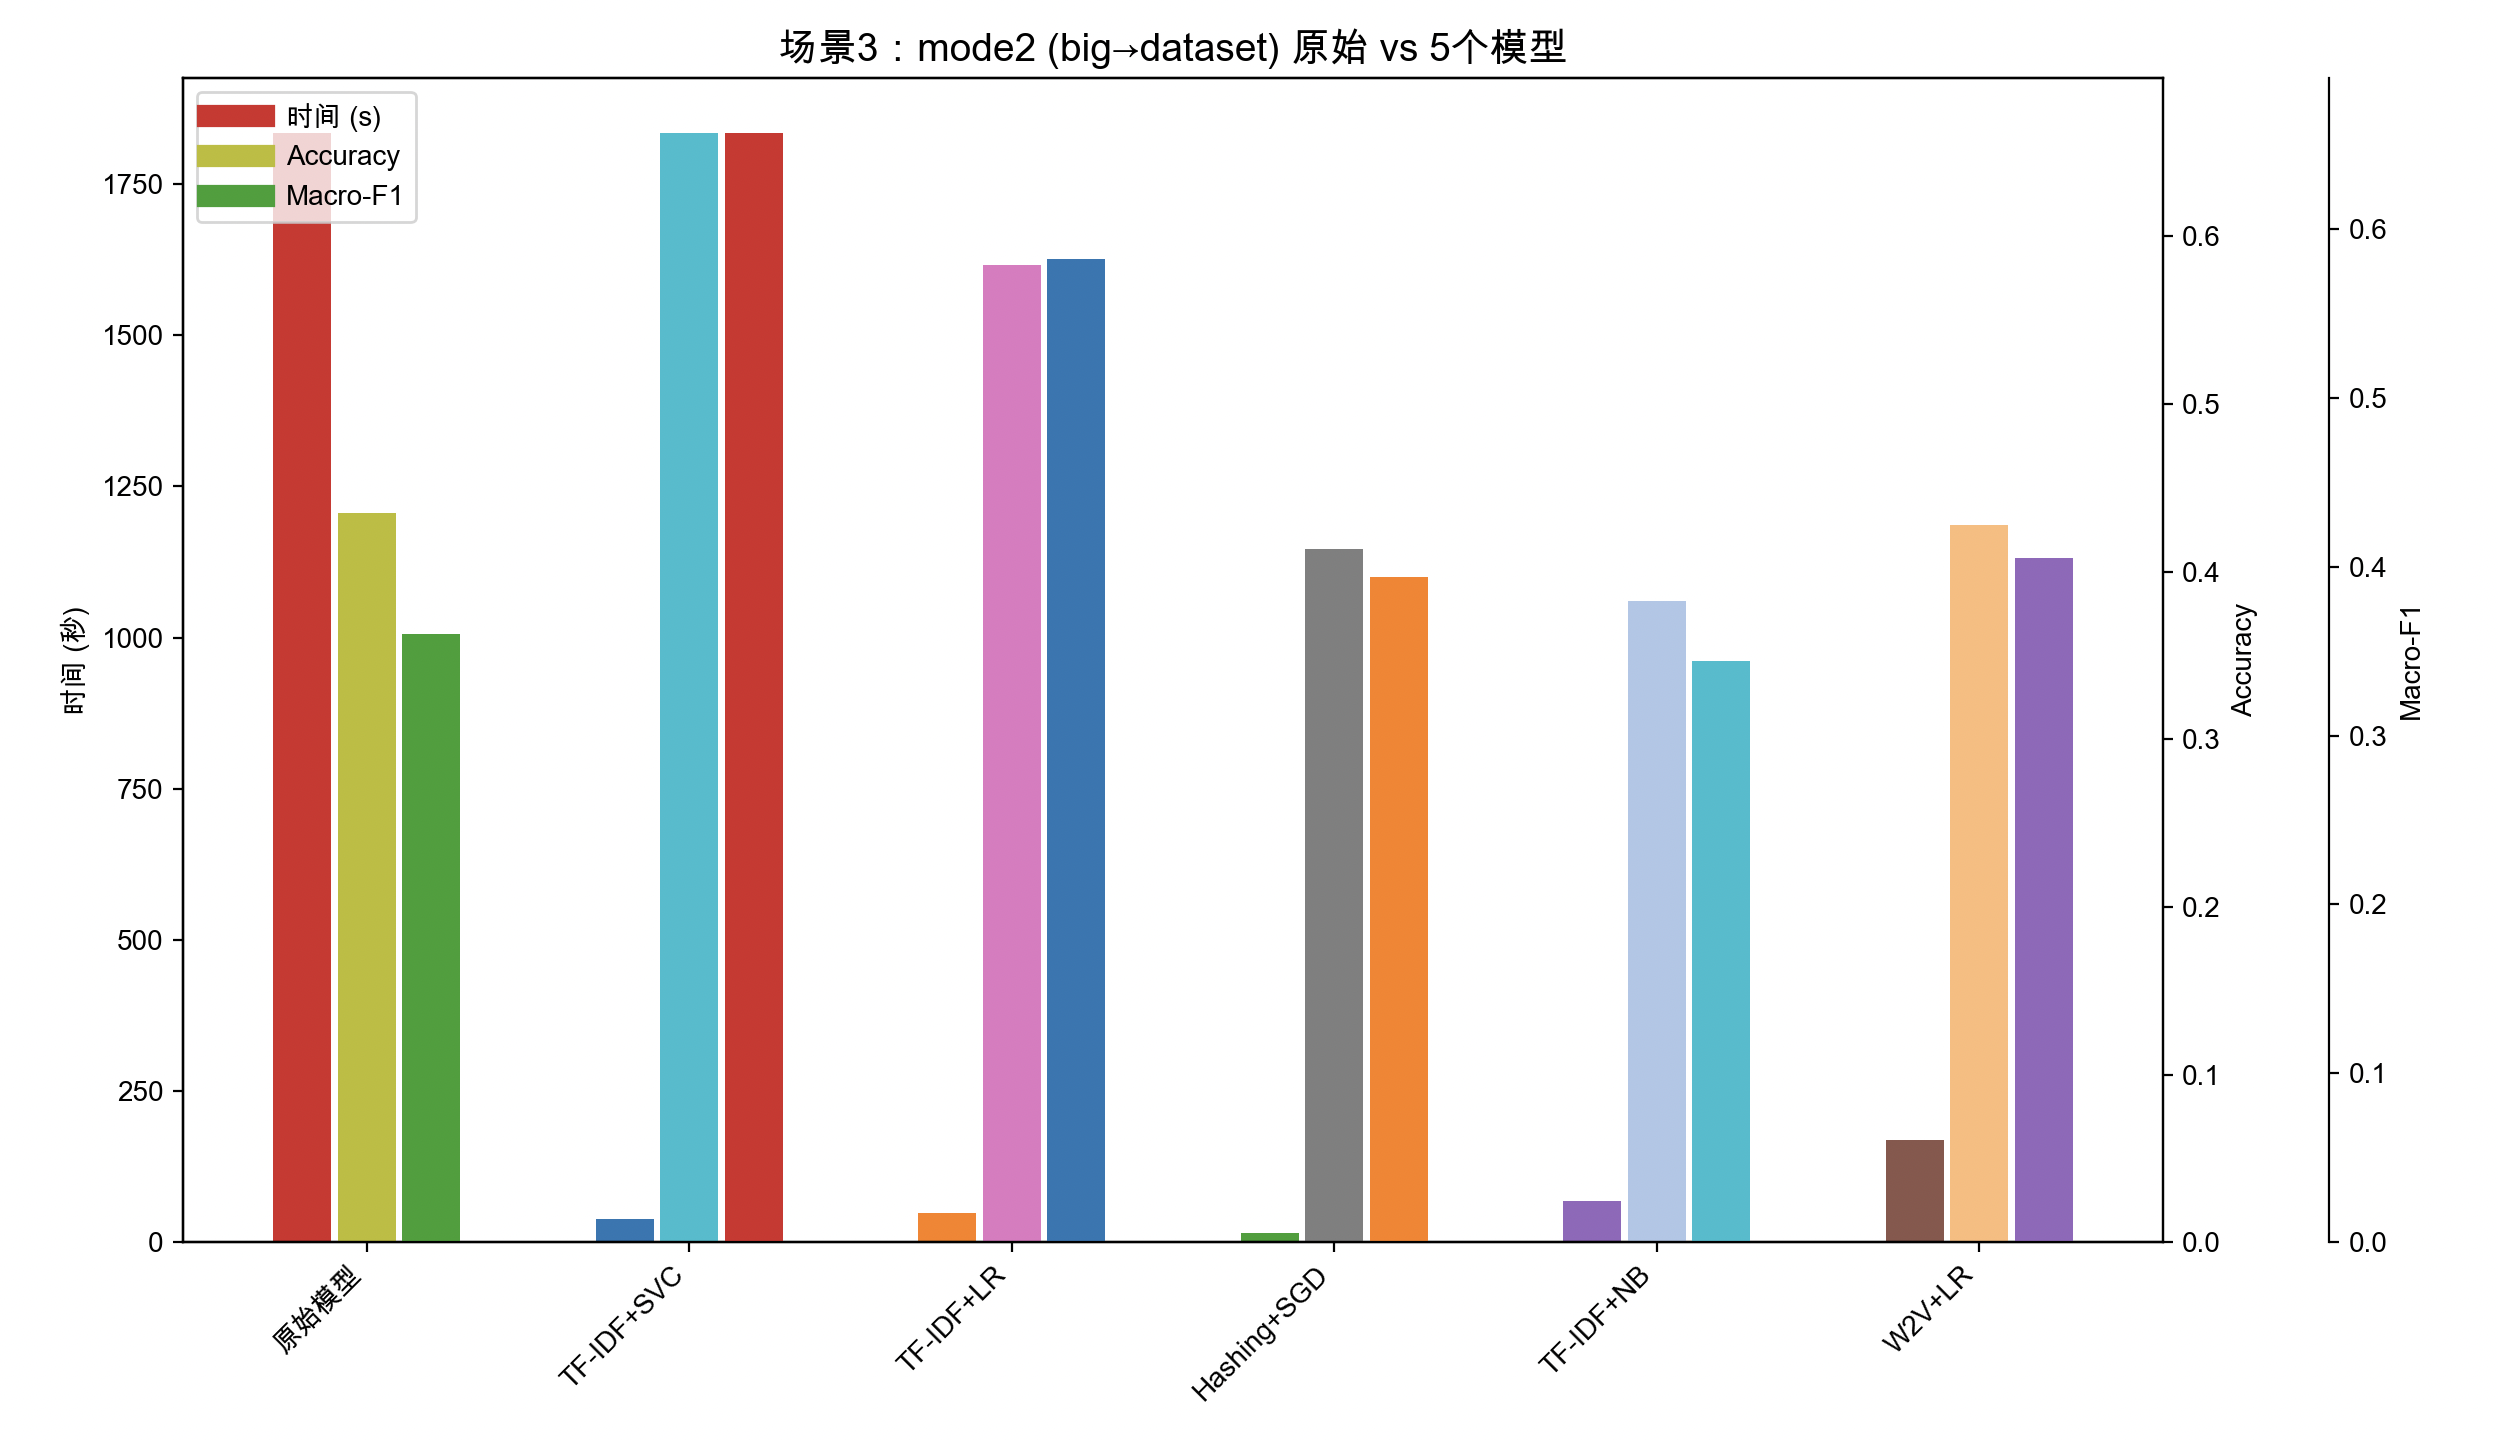 场景3：mode2 (big→dataset) 原始 vs 5个模型
时间 (s)
Accuracy
Macro-F1
时间 (秒)
1750
1500
1250
1000
750
500
250
0
0.6
0.5
0.4
0.3
0.2
0.1
0.0
Accuracy
0.6
0.5
0.4
0.3
0.2
0.1
0.0
Macro-F1
原始模型
TF-IDF+SVC
TF-IDF+LR
Hashing+SGD
TF-IDF+NB
W2V+LR